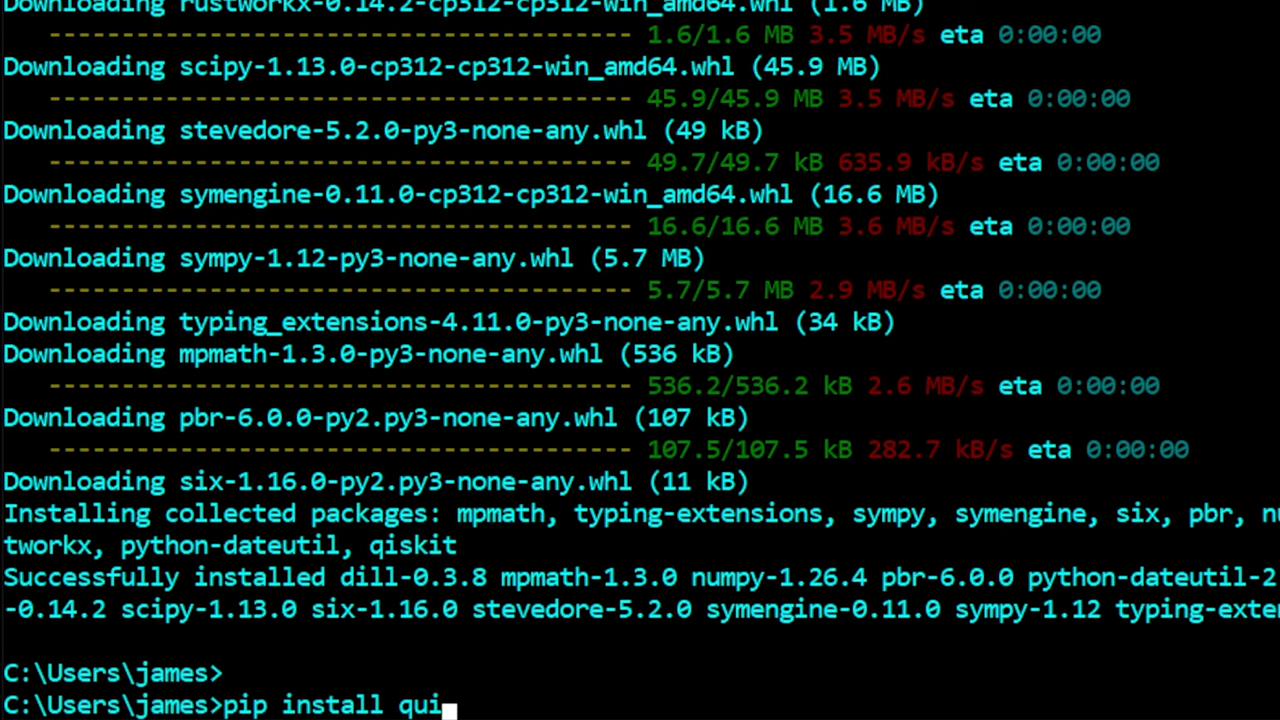 Downloading rustworkx-0.14.2-cp312-cp312-win_amd64.whl (1.6 MB)
---------------------------------------- 1.6/1.6 MB 3.5 MB/s eta 0:00:00
Downloading scipy-1.13.0-cp312-cp312-win_amd64.whl (45.9 MB)
---------------------------------------- 45.9/45.9 MB 3.5 MB/s eta 0:00:00
Downloading stevedore-5.2.0-py3-none-any.whl (49 kB)
---------------------------------------- 49.7/49.7 kB 635.9 kB/s eta 0:00:00
Downloading symengine-0.11.0-cp312-cp312-win_amd64.whl (16.6 MB)
---------------------------------------- 16.6/16.6 MB 3.6 MB/s eta 0:00:00
Downloading sympy-1.12-py3-none-any.whl (5.7 MB)
---------------------------------------- 5.7/5.7 MB 2.9 MB/s eta 0:00:00
Downloading typing_extensions-4.11.0-py3-none-any.whl (34 kB)
Downloading mpmath-1.3.0-py3-none-any.whl (536 kB)
---------------------------------------- 536.2/536.2 kB 2.6 MB/s eta 0:00:00
Downloading pbr-6.0.0-py2.py3-none-any.whl (107 kB)
---------------------------------------- 107.5/107.5 kB 282.7 kB/s eta 0:00:00
Downloading six-1.16.0-py2.py3-none-any.whl (11 kB)
Installing collected packages: mpmath, typing-extensions, sympy, symengine, six, pbr,
tworkx, python-dateutil, qiskit
Successfully installed dill-0.3.8 mpmath-1.3.0 numpy-1.26.4 pbr-6.0.0 python-dateutil-2
-0.14.2 scipy-1.13.0 six-1.16.0 stevedore-5.2.0 symengine-0.11.0 sympy-1.12 typing-exte
C:\Users\james>
C:\Users\james>pip install qui